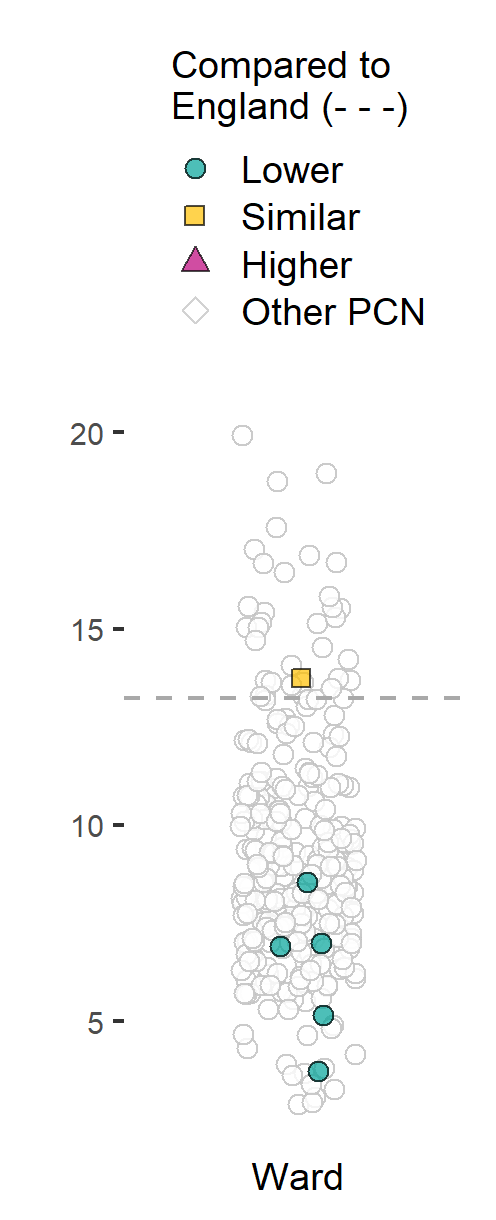 Compared to
England (- - -)
Lower
Similar
Higher
Other PCN
20
15
10
5
Ward